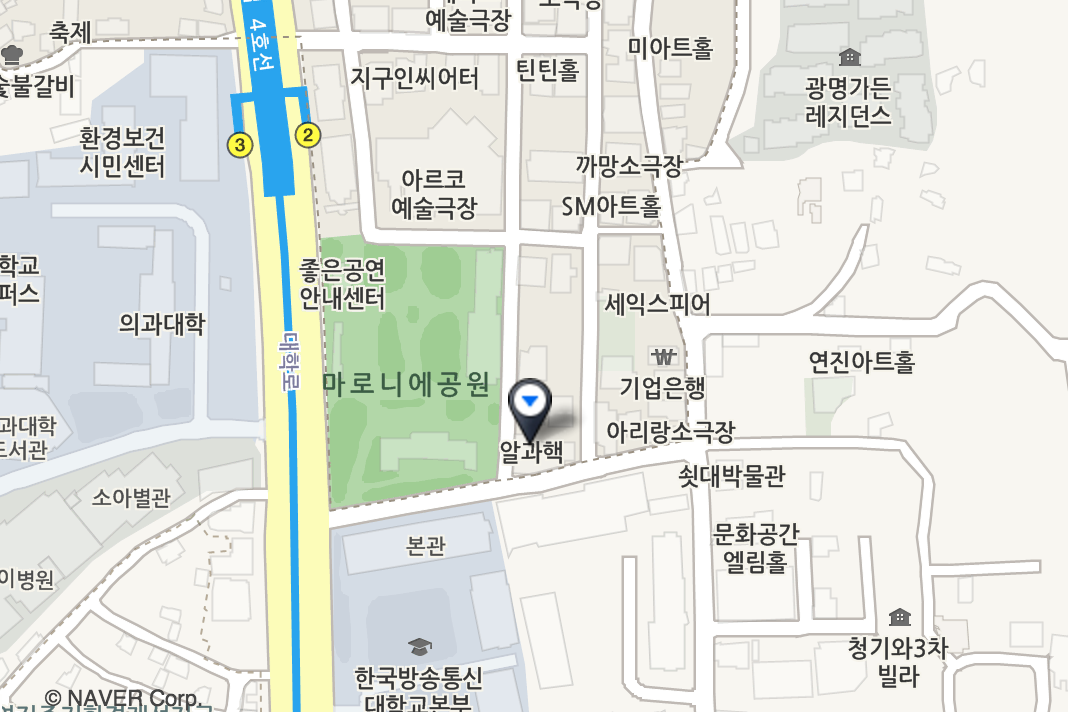 예술극장
축제
4호선
미아트홀
숯불갈비
지구인씨어터
틴틴홀
광명가든
레지던스
3
2
환경보건
시민센터
까망소극장
아르코
예술극장
SM아트홀
학교
퍼스
좋은공연
안내센터
의과대학
세익스피어
대학로
연진아트홀
마로니에공원
₩
기업은행
과대학
도서관
알과핵
아리랑소극장
쇳대박물관
소아별관
문화공간
엘림홀
본관
이병원
청기와3차
빌라
한국방송통신
대학교본부
© NAVER Corp.